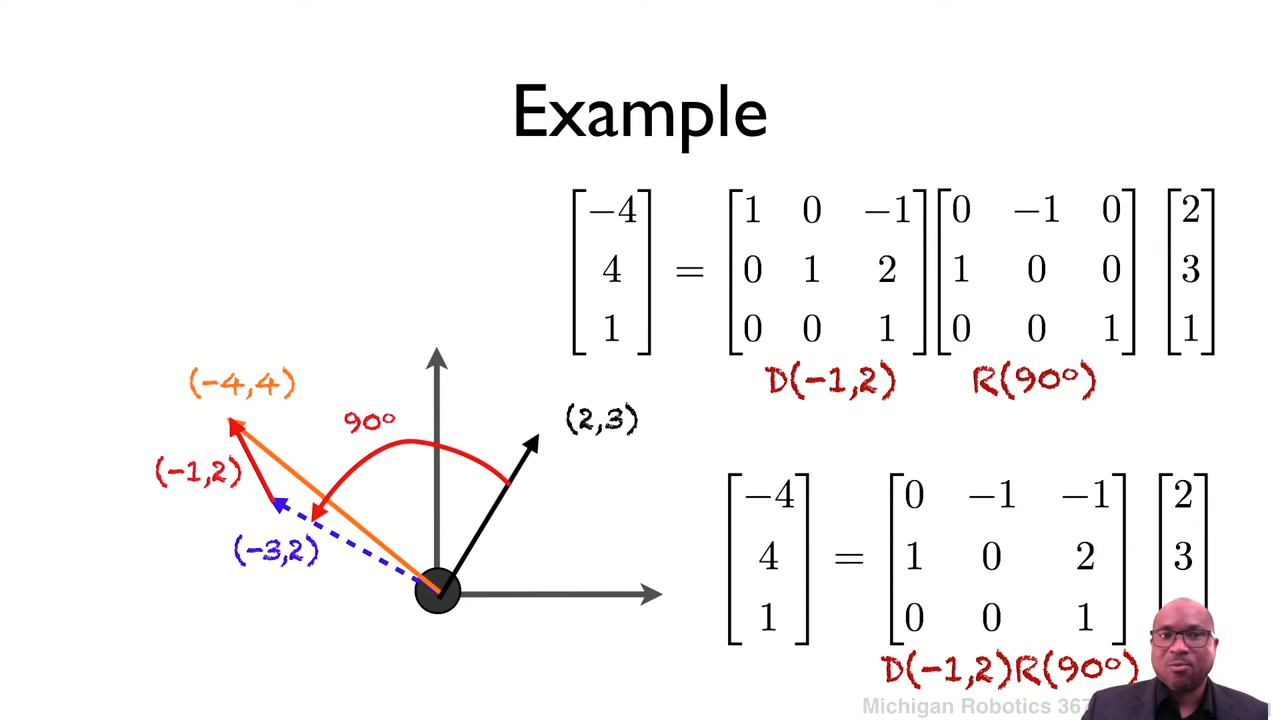 Example
[−4 4 1] = [1 0 −1 0 1 2 0 0 1] [0 −1 0 1 0 0 0 0 1] [2 3 1]
D(-1,2) R(90°)
(-4,4)
90°
(2,3)
(-1,2)
(-3,2)
[−4 4 1] = [0 −1 −1 1 0 2 0 0 1] [2 3
D(-1,2)R(90°)
Michigan Robotics 367